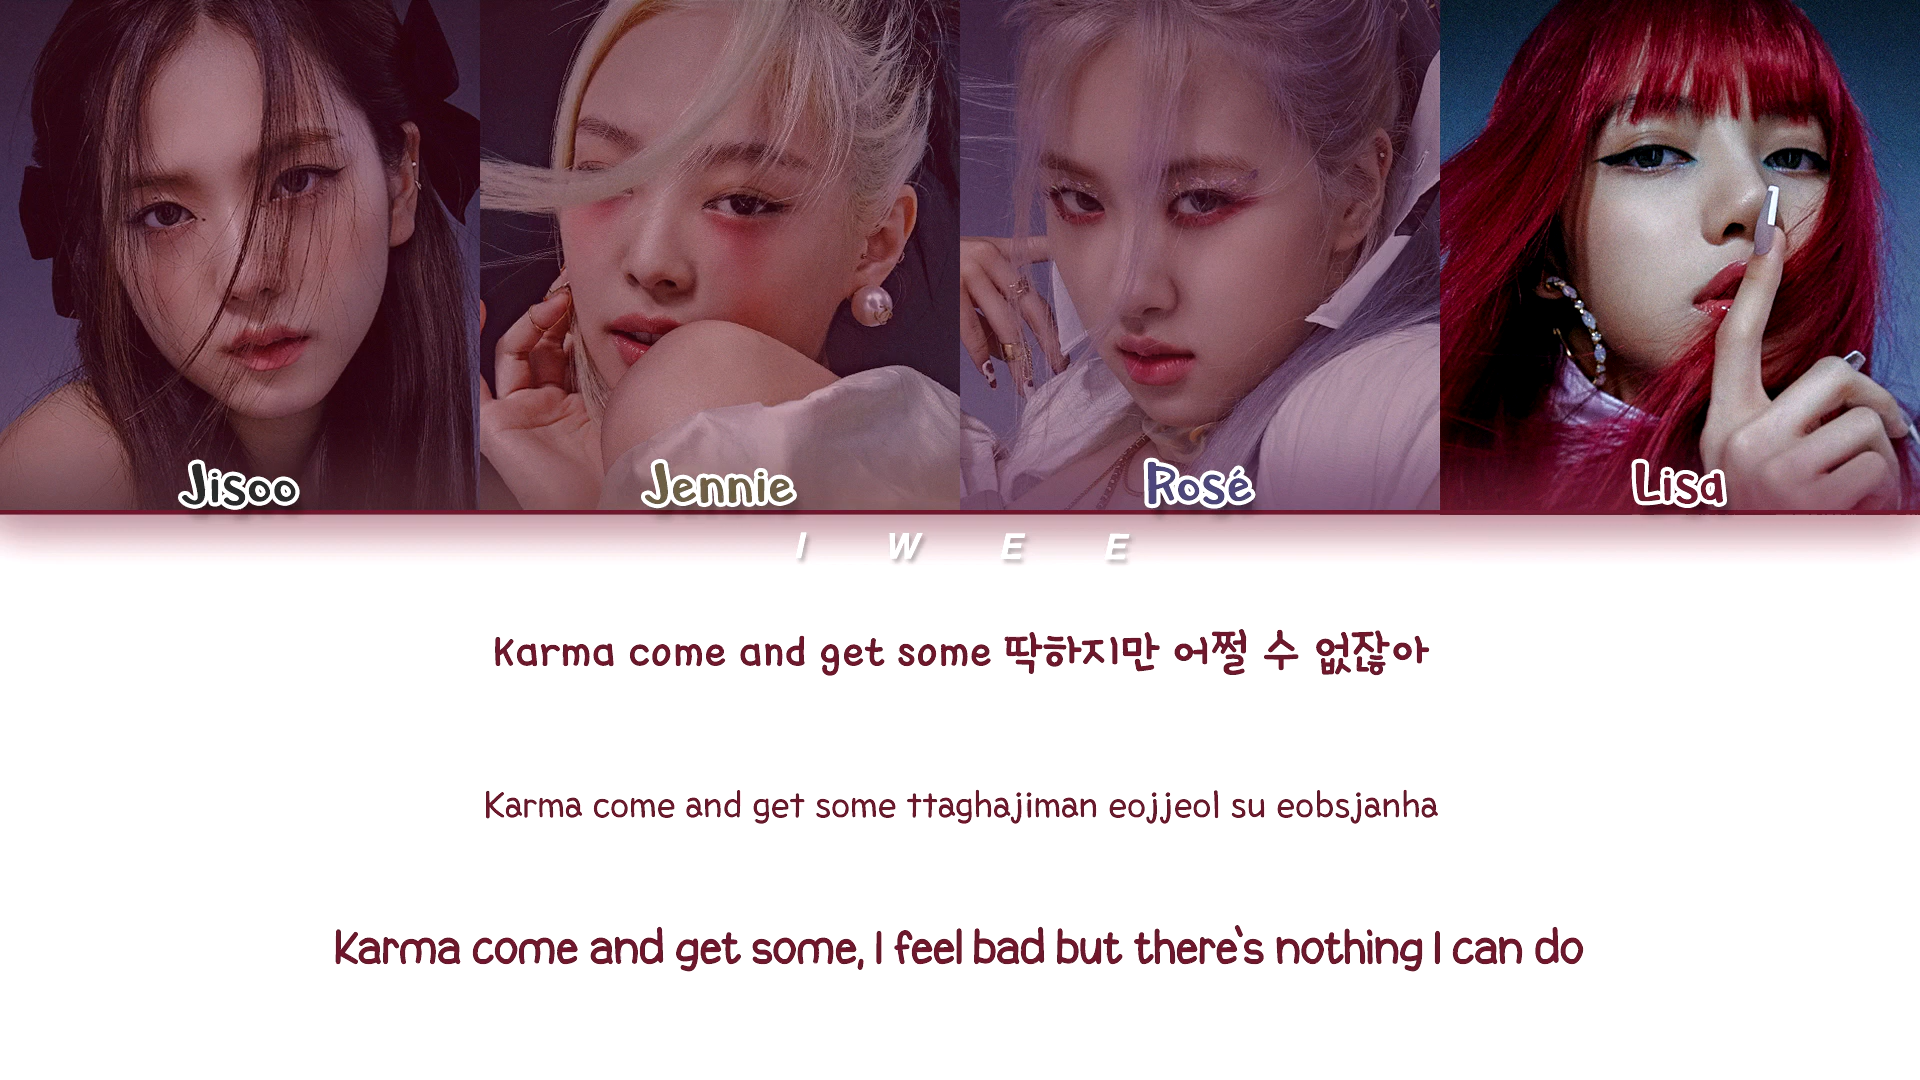 Jisoo
Jennie
Rosé
Lisa
I W E E
Karma come and get some 딱하지만 어쩔 수 없잖아
Karma come and get some ttaghajiman eojjeol su eobsjanha
Karma come and get some, I feel bad but there`s nothing I can do